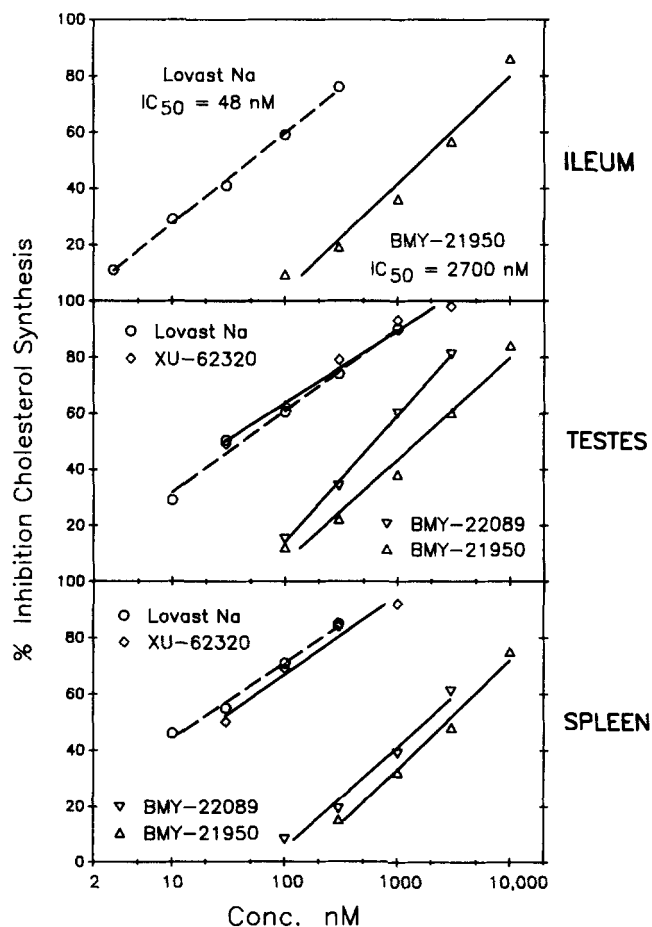 % Inhibition Cholesterol Synthesis
100
80
60
40
20
Lovast Na
IC50 = 48 nM
BMY-21950
IC50 = 2700 nM
ILEUM
100
80
60
40
20
Lovast Na
XU-62320
BMY-22089
BMY-21950
TESTES
100
80
60
40
20
0
Lovast Na
XU-62320
BMY-22089
BMY-21950
SPLEEN
2 10 100 1000 10,000
Conc. nM